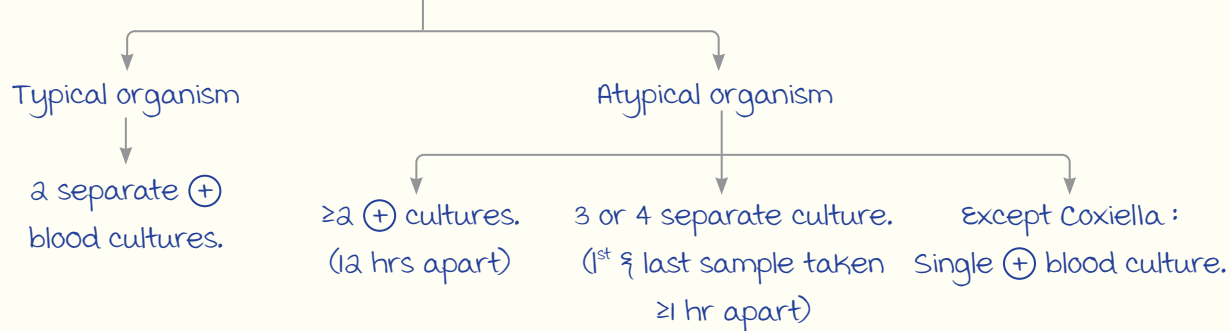 Typical organism
Atypical organism
2 separate ⊕
blood cultures.
≥2 ⊕ cultures.
(12 hrs apart)
3 or 4 separate culture.
(1st & last sample taken
≥1 hr apart)
Except Coxiella :
Single ⊕ blood culture.